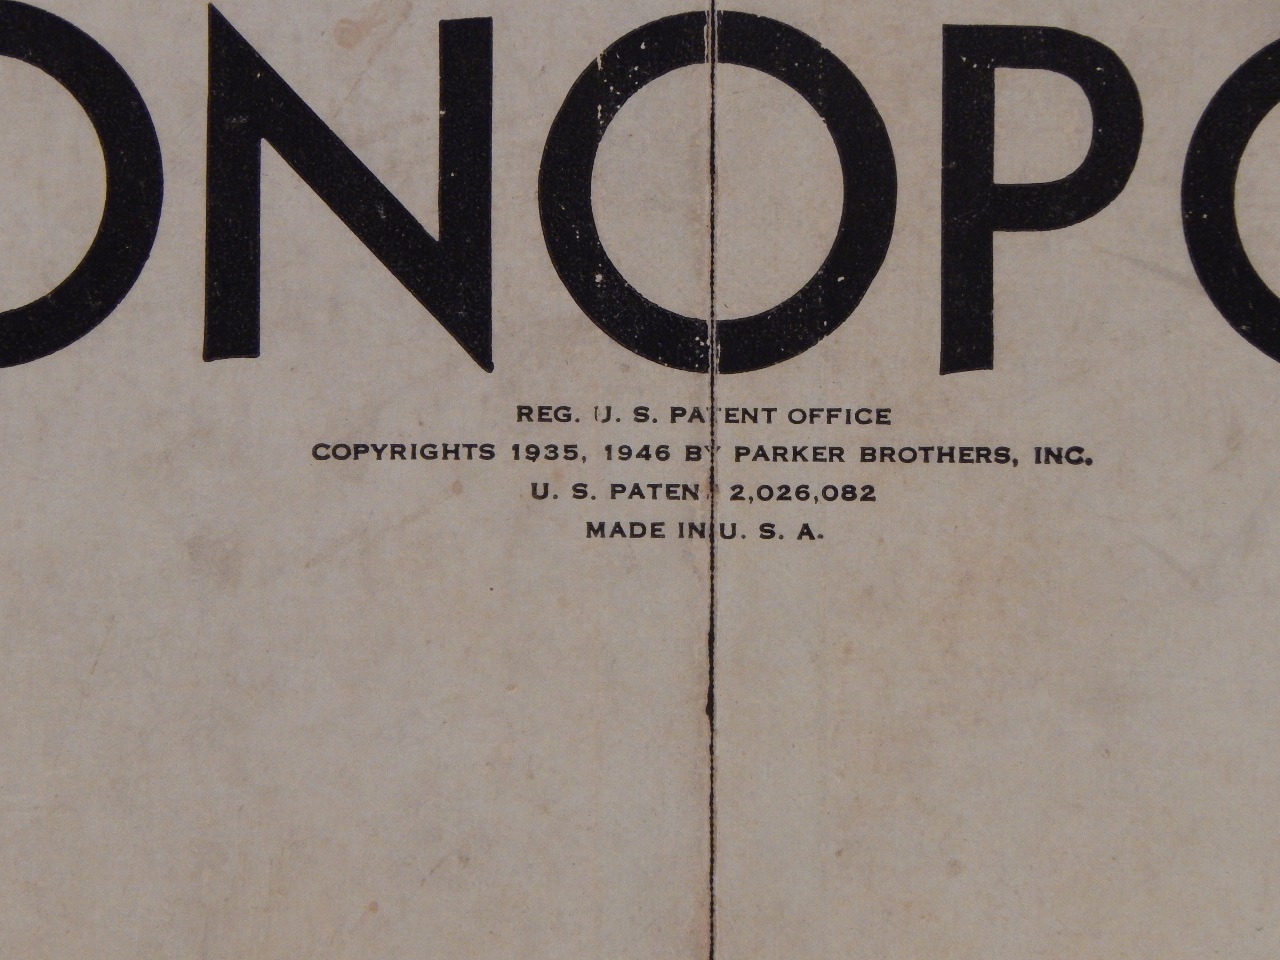 ONOPO
REG. U. S. PATENT OFFICE
COPYRIGHTS 1935, 1946 BY PARKER BROTHERS, INC.
U. S. PATENT 2,026,082
MADE IN U. S. A.